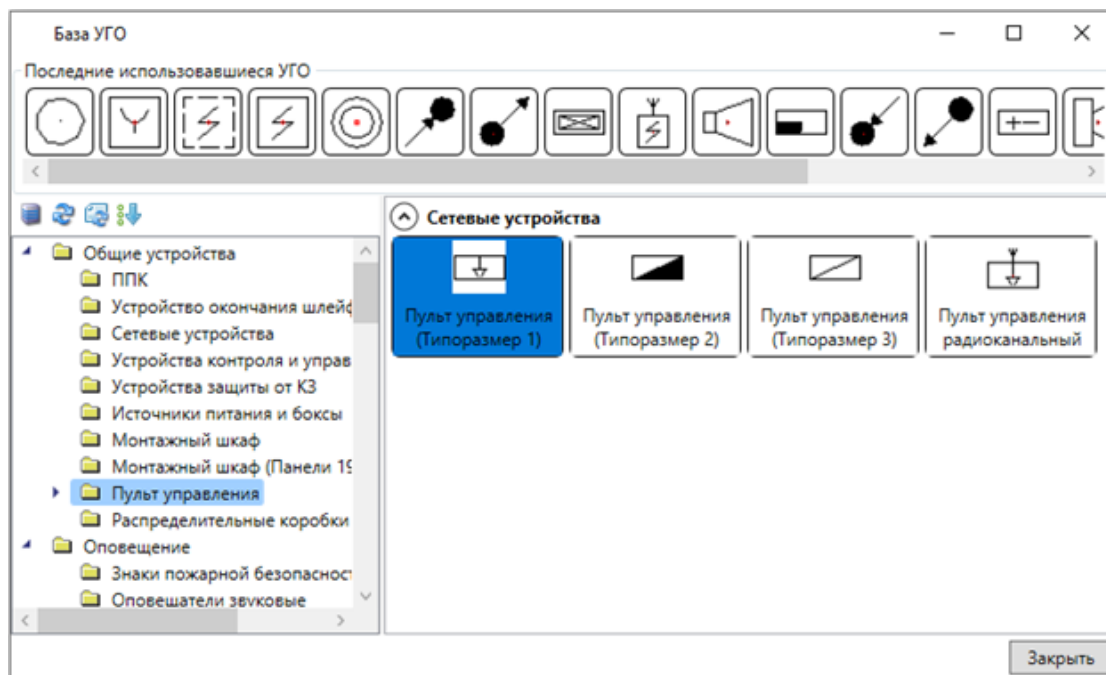 База УГО
Последние использовавшиеся УГО
Общие устройства
ППК
Устройство окончания шлейф
Сетевые устройства
Устройства контроля и управ
Устройства защиты от КЗ
Источники питания и боксы
Монтажный шкаф
Монтажный шкаф (Панели 19
Пульт управления
Распределительные коробки
Оповещение
Знаки пожарной безопасност
Оповещатели звуковые
Сетевые устройства
Пульт управления
(Типоразмер 1)
Пульт управления
(Типоразмер 2)
Пульт управления
(Типоразмер 3)
Пульт управления
радиоканальный
Закрыть